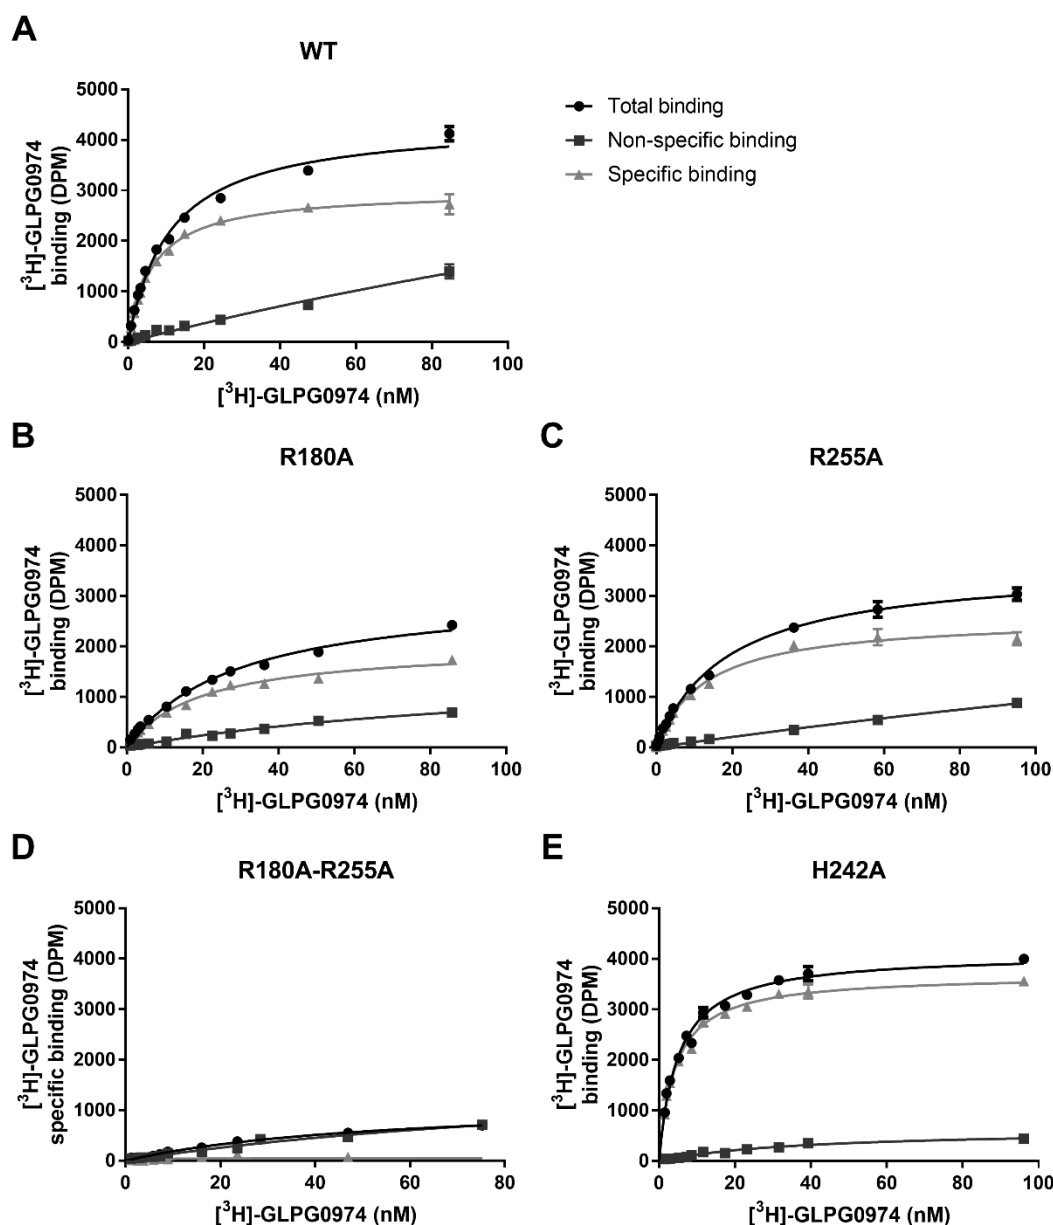 A
WT
5000
4000
3000
2000
1000
0
0 20 40 60 80 100
[³H]-GLPG0974
binding (DPM)
[³H]-GLPG0974 (nM)
Total binding
Non-specific binding
Specific binding
B
R180A
5000
4000
3000
2000
1000
0
0 20 40 60 80 100
[³H]-GLPG0974
binding (DPM)
[³H]-GLPG0974 (nM)
C
R255A
5000
4000
3000
2000
1000
0
0 20 40 60 80 100
[³H]-GLPG0974
binding (DPM)
[³H]-GLPG0974 (nM)
D
R180A-R255A
5000
4000
3000
2000
1000
0
0 20 40 60 80
[³H]-GLPG0974
specific binding (DPM)
[³H]-GLPG0974 (nM)
E
H242A
5000
4000
3000
2000
1000
0
0 20 40 60 80 100
[³H]-GLPG0974
binding (DPM)
[³H]-GLPG0974 (nM)